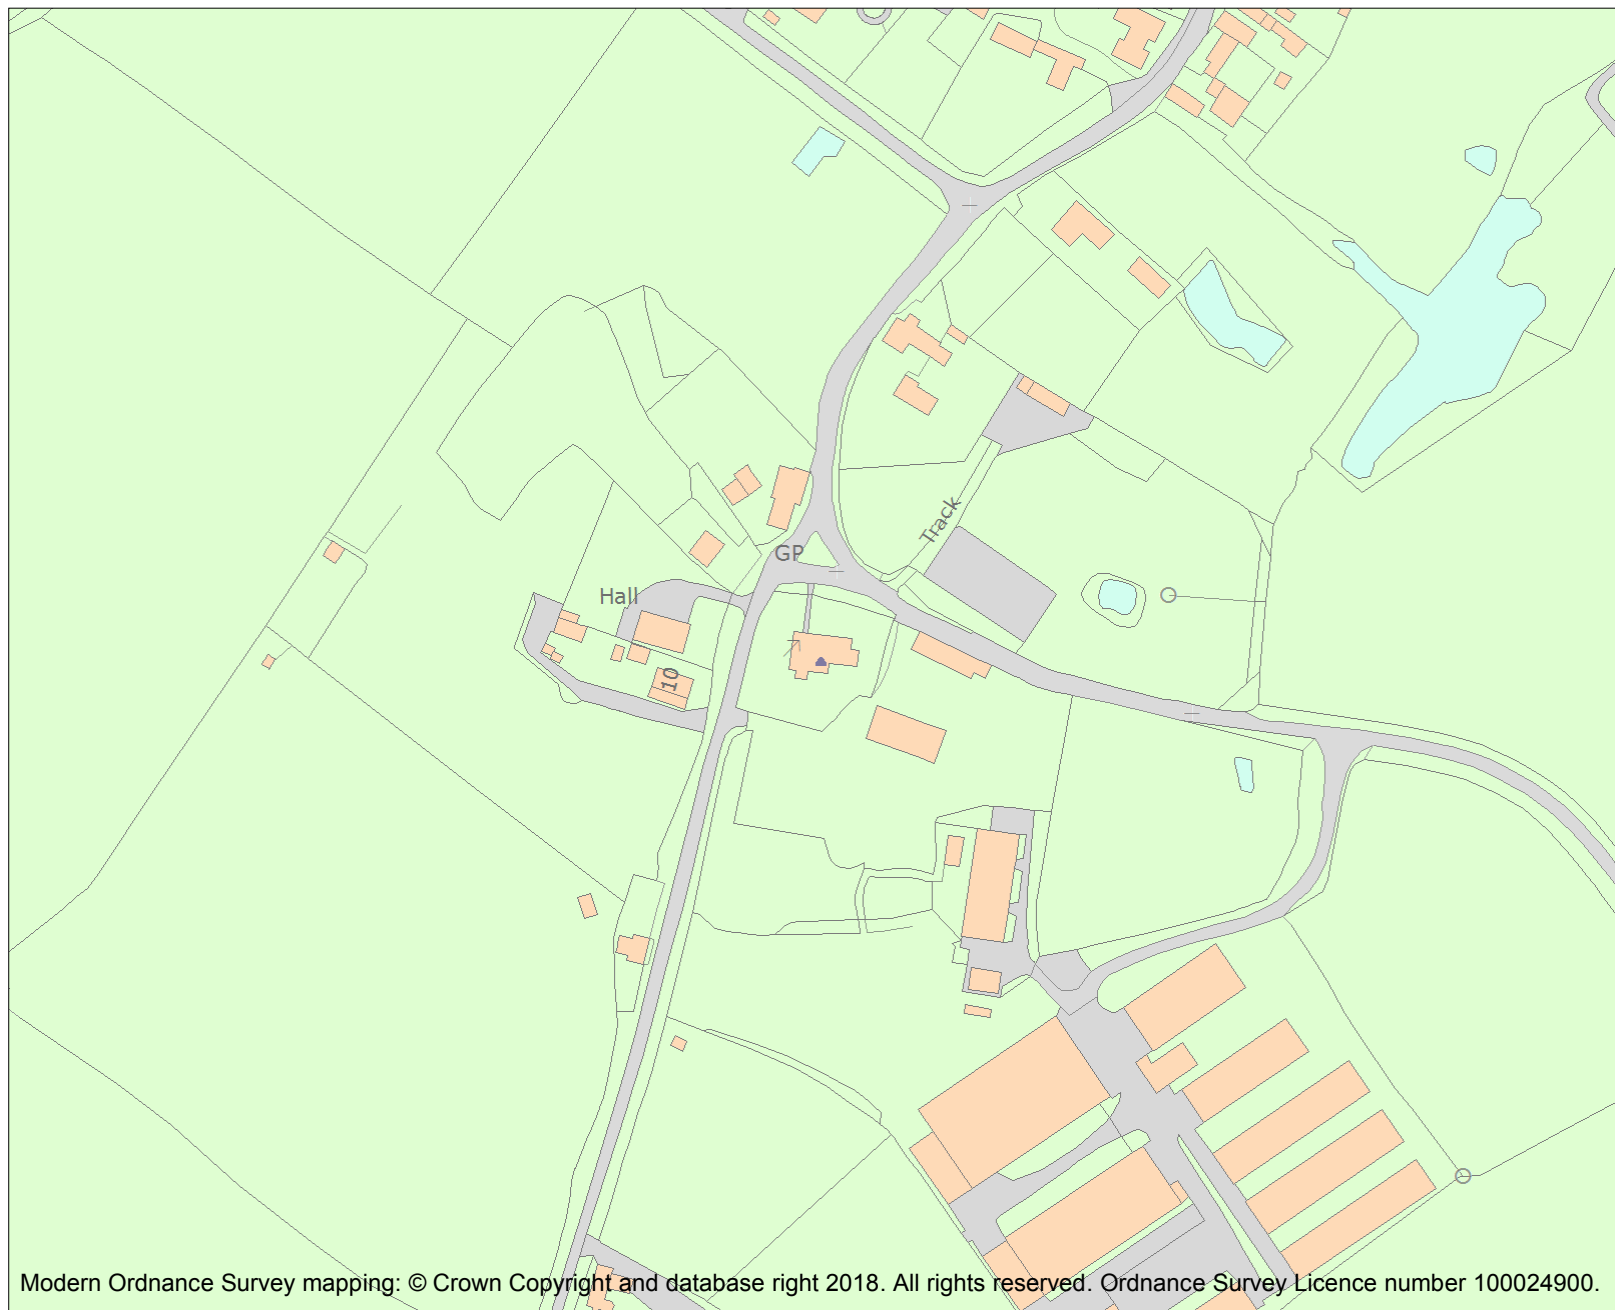 Track
GP
Hall
10
Modern Ordnance Survey mapping: © Crown Copyright and database right 2018. All rights reserved. Ordnance Survey Licence number 100024900.